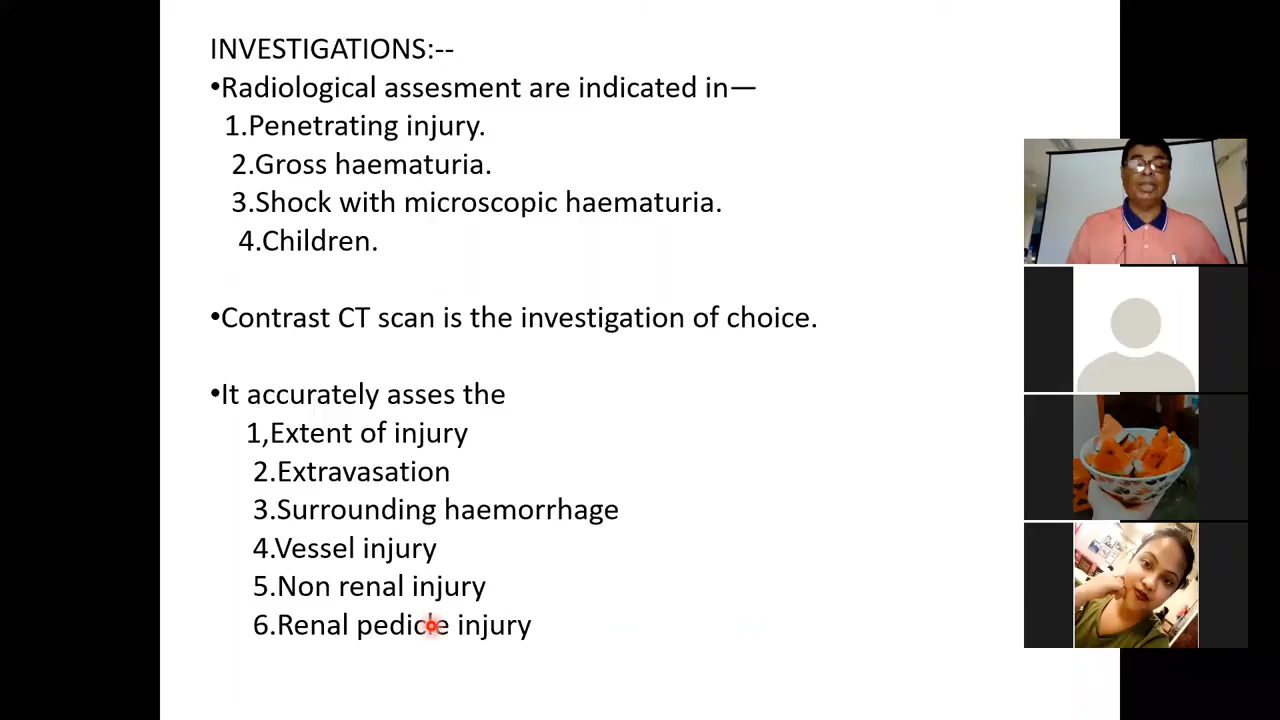 INVESTIGATIONS:--
•Radiological assesment are indicated in—
1.Penetrating injury.
2.Gross haematuria.
3.Shock with microscopic haematuria.
4.Children.
•Contrast CT scan is the investigation of choice.
•It accurately asses the
1,Extent of injury
2.Extravasation
3.Surrounding haemorrhage
4.Vessel injury
5.Non renal injury
6.Renal pedicle injury